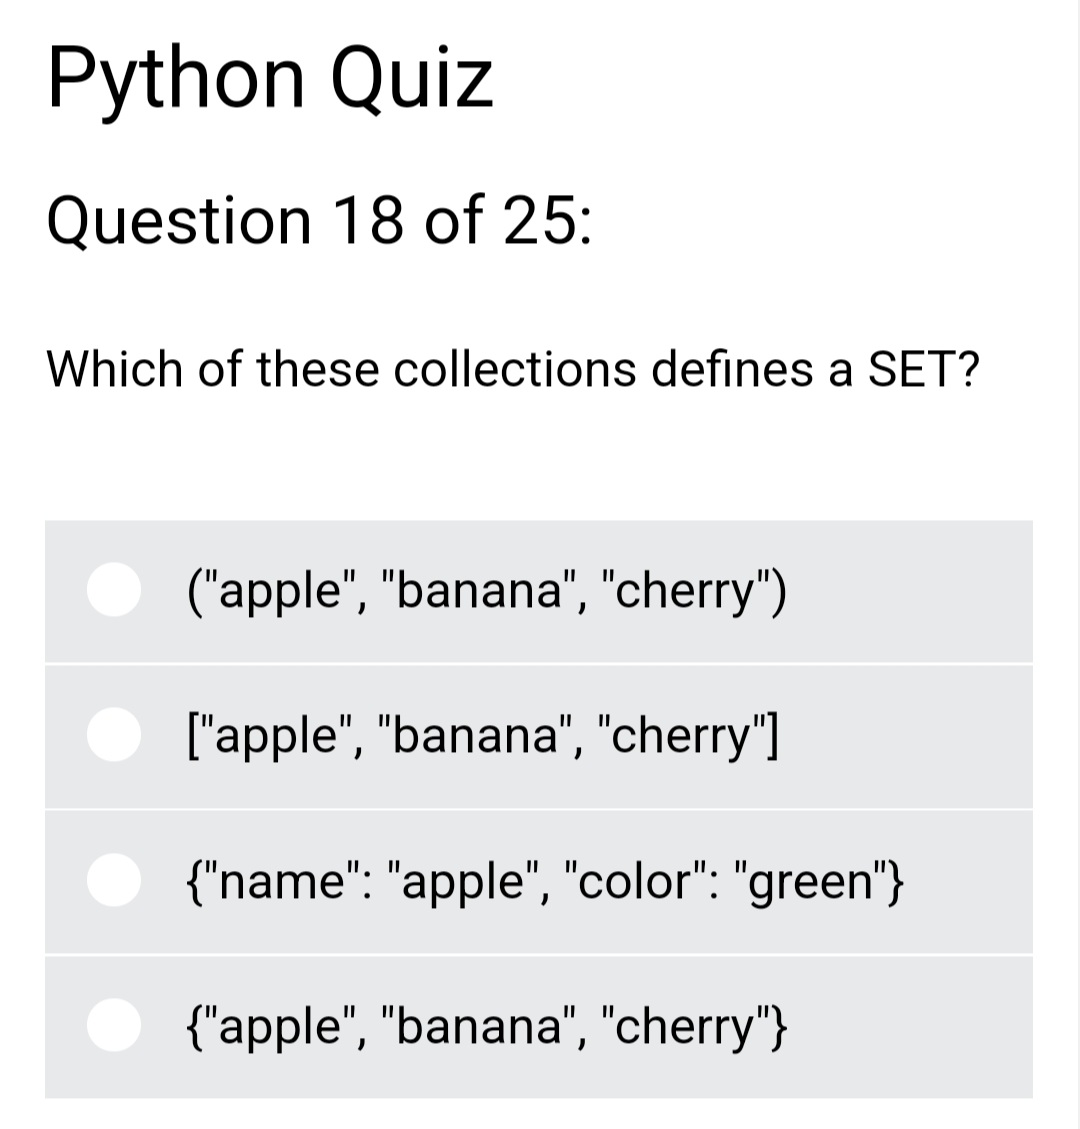 Python Quiz
Question 18 of 25:
Which of these collections defines a SET?
("apple", "banana", "cherry")
["apple", "banana", "cherry"]
{"name": "apple", "color": "green"}
{"apple", "banana", "cherry"}